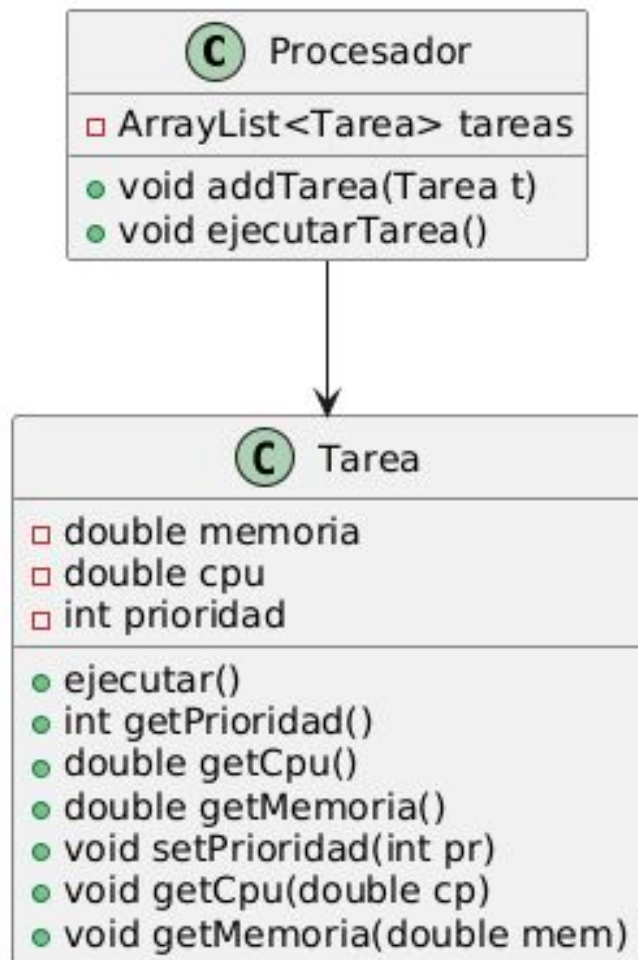 C Procesador
ArrayList<Tarea> tareas
void addTarea(Tarea t)
void ejecutarTarea()
C Tarea
double memoria
double cpu
int prioridad
ejecutar()
int getPrioridad()
double getCpu()
double getMemoria()
void setPrioridad(int pr)
void getCpu(double cp)
void getMemoria(double mem)